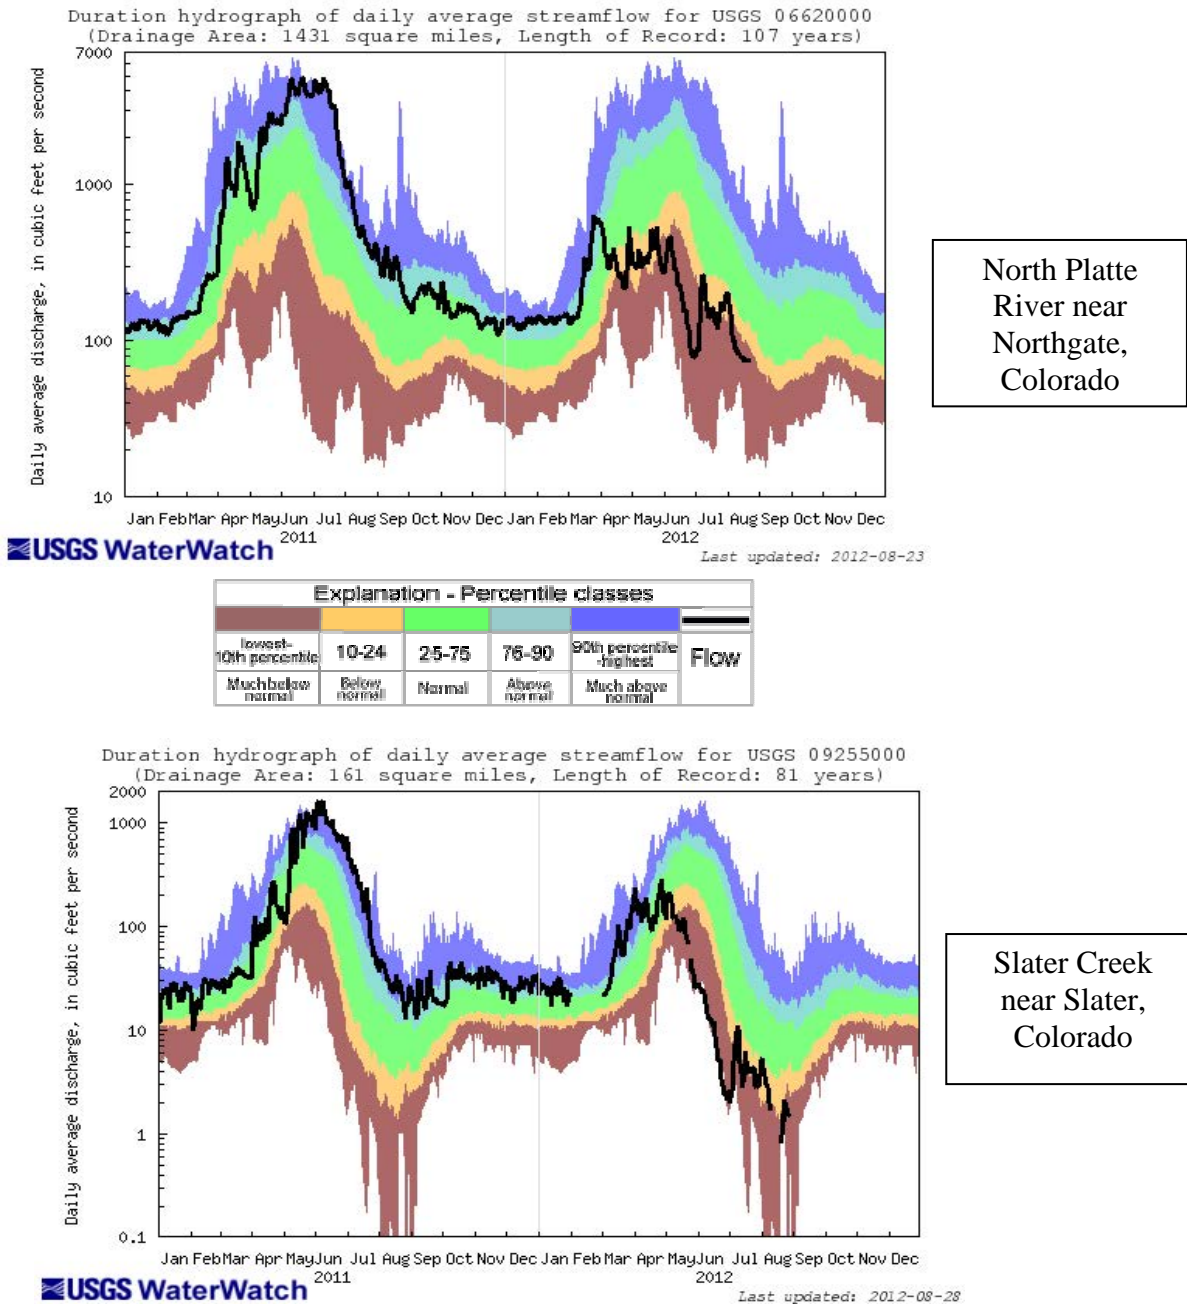 Duration hydrograph of daily average streamflow for USGS 06620000
(Drainage Area: 1431 square miles, Length of Record: 107 years)
Daily average discharge, in cubic feet per second
7000
1000
100
10
Jan Feb Mar Apr May Jun Jul Aug Sep Oct Nov Dec Jan Feb Mar Apr May Jun Jul Aug Sep Oct Nov Dec
2011
2012
USGS WaterWatch
Last updated: 2012-08-23
North Platte
River near
Northgate,
Colorado
Explanation - Percentile classes
lowest-
10th percentile
10-24
25-75
76-90
90th percentile
-highest
Flow
Much below
normal
Below
normal
Normal
Above
normal
Much above
normal
Duration hydrograph of daily average streamflow for USGS 09255000
(Drainage Area: 161 square miles, Length of Record: 81 years)
Daily average discharge, in cubic feet per second
2000
1000
100
10
1
0.1
Jan Feb Mar Apr May Jun Jul Aug Sep Oct Nov Dec Jan Feb Mar Apr May Jun Jul Aug Sep Oct Nov Dec
2011
2012
USGS WaterWatch
Last updated: 2012-08-28
Slater Creek
near Slater,
Colorado